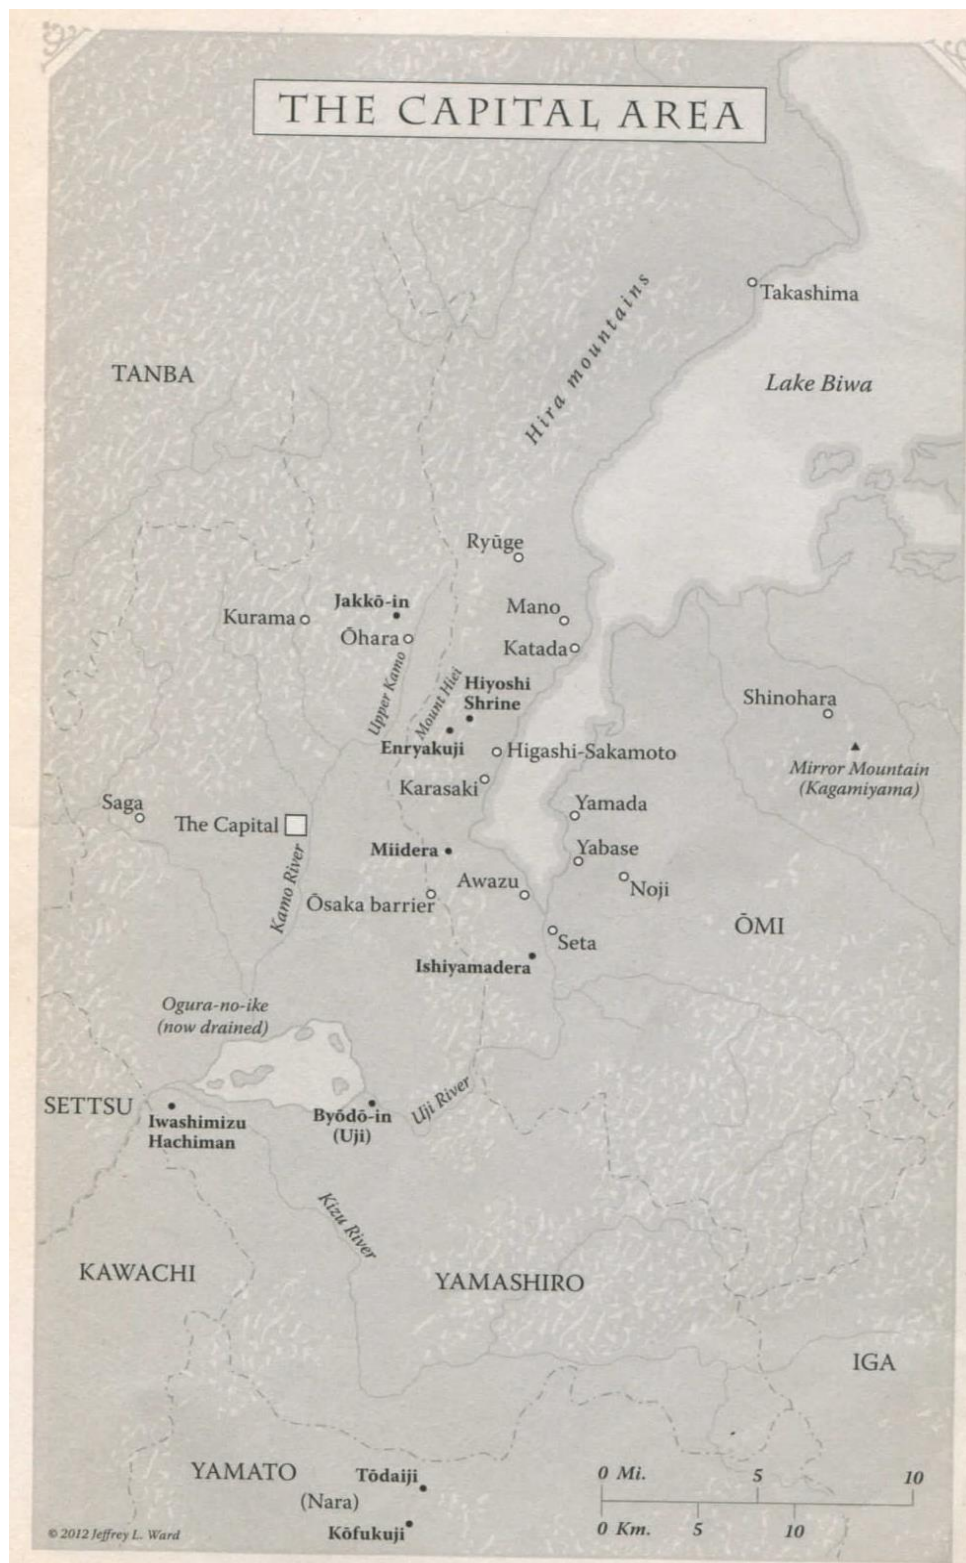 THE CAPITAL AREA
Takashima
Hira mountains
Lake Biwa
TANBA
Ryūge
Jakkō-in
Kurama
Mano
Ōhara
Katada
Upper Kamo
Mount Hiei
Hiyoshi
Shrine
Shinohara
Enryakuji
Higashi-Sakamoto
Mirror Mountain
(Kagamiyama)
Karasaki
Saga
Yamada
The Capital
Miidera
Yabase
Kamo River
Awazu
Noji
Ōsaka barrier
ŌMI
Seta
Ishiyamadera
Ogura-no-ike
(now drained)
SETTSU
Iwashimizu
Hachiman
Byōdō-in
(Uji)
Uji River
Kizu River
KAWACHI
YAMASHIRO
IGA
YAMATO
Tōdaiji
(Nara)
Kōfukuji
0 Mi. 5 10
0 Km. 5 10
© 2012 Jeffrey L. Ward